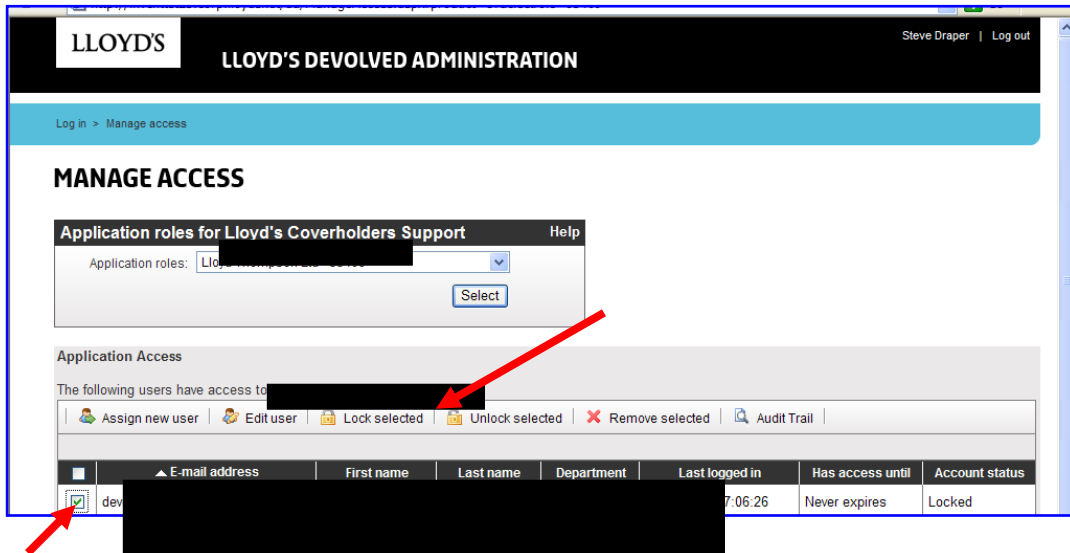 LLOYD'S
Steve Draper | Log out
LLOYD'S DEVOLVED ADMINISTRATION
Log in > Manage access
MANAGE ACCESS
Application roles for Lloyd's Coverholders Support Help
Application roles:
Select
Application Access
The following users have access to
Assign new user | Edit user | Lock selected | Unlock selected | Remove selected | Audit Trail
E-mail address First name Last name Department Last logged in Has access until Account status
dev 7:06:26 Never expires Locked